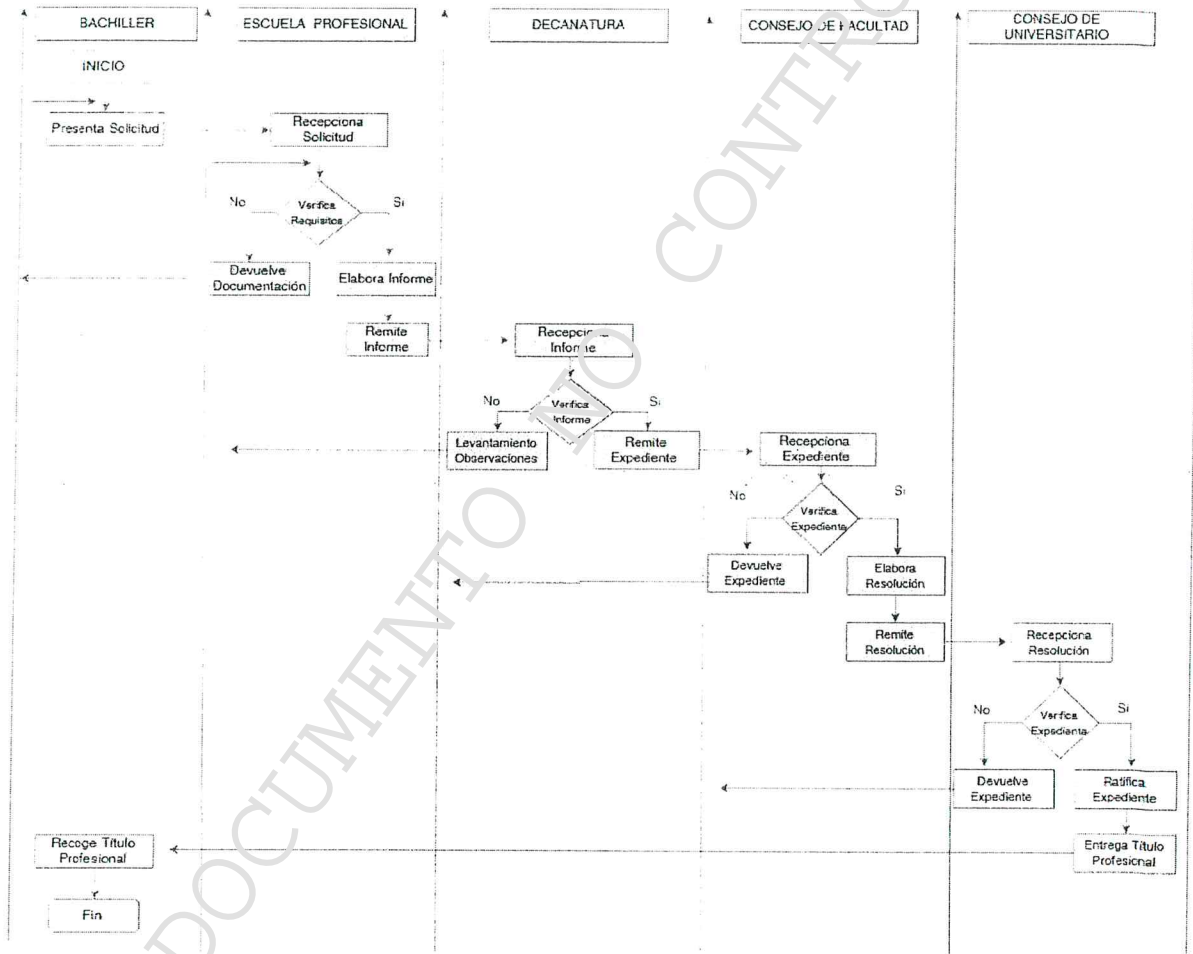 BACHILLER
ESCUELA PROFESIONAL
DECANATURA
CONSEJO DE FACULTAD
CONSEJO DE
UNIVERSITARIO
INICIO
Presenta Solicitud
Recepciona
Solicitud
No
Verifica
Requisitos
Si
Devuelve
Documentación
Elabora Informe
Remite
Informe
Recepciona
Informe
No
Verifica
Informe
Si
Levantamiento
Observaciones
Remite
Expediente
Recepciona
Expediente
No
Verifica
Expediente
Si
Devuelve
Expediente
Elabora
Resolución
Remite
Resolución
Recepciona
Resolución
No
Verifica
Expediente
Si
Devuelve
Expediente
Ratifica
Expediente
Recoge Título
Profesional
Entrega Título
Profesional
Fin
DOCUMENTO NO CONTRO